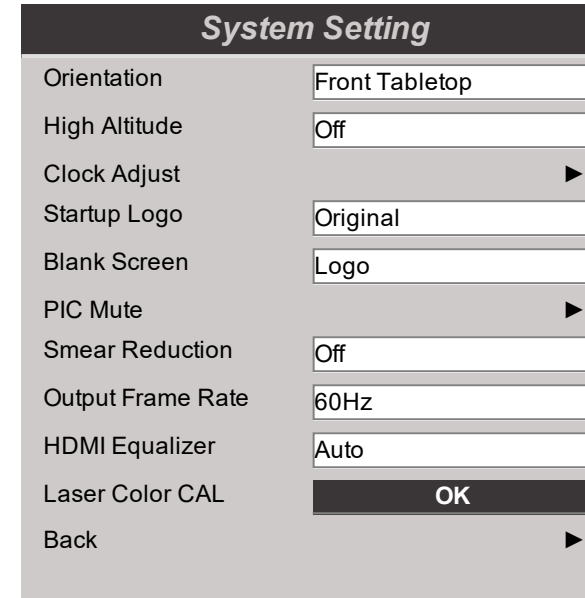 System Setting
Orientation Front Tabletop
High Altitude Off
Clock Adjust ►
Startup Logo Original
Blank Screen Logo
PIC Mute ►
Smear Reduction Off
Output Frame Rate 60Hz
HDMI Equalizer Auto
Laser Color CAL OK
Back ►